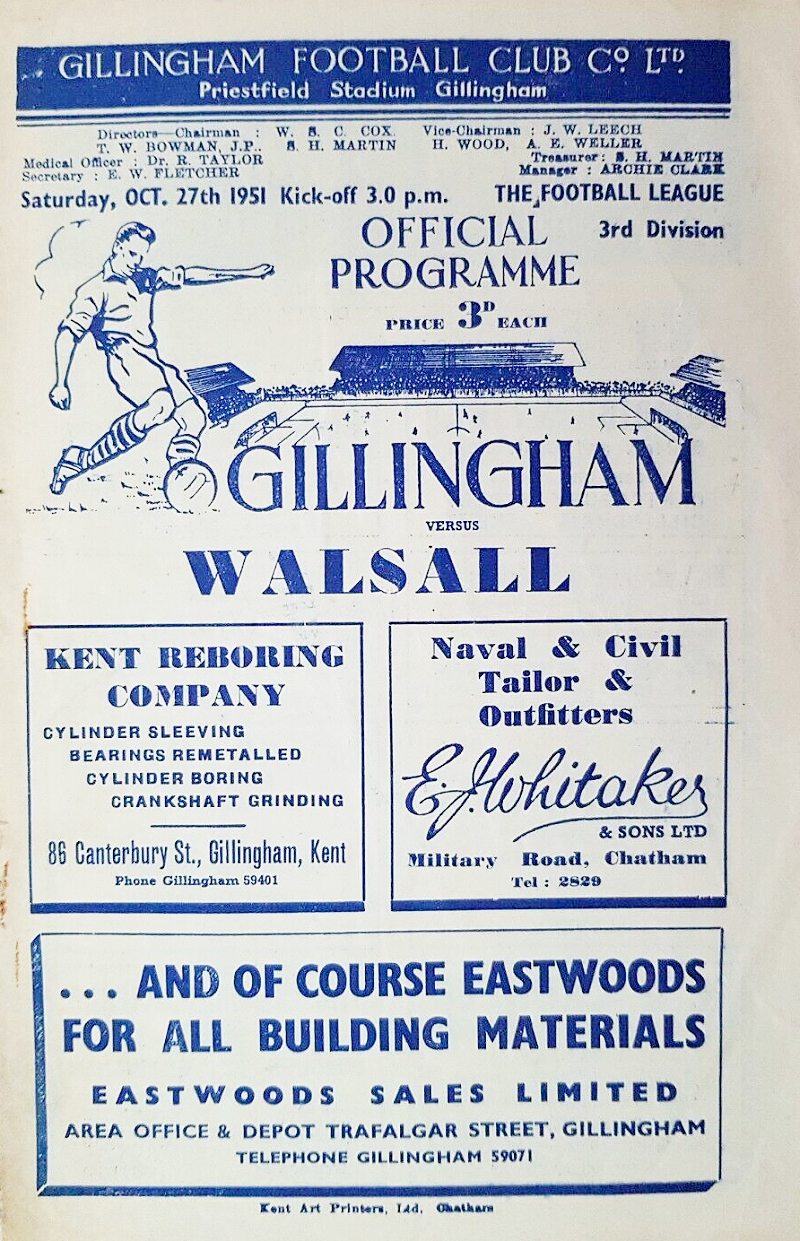 GILLINGHAM FOOTBALL CLUB Cº LTD.
Priestfield Stadium Gillingham
Directors—Chairman : W. S. C. COX. Vice-Chairman : J. W. LEECH
T. W. BOWMAN, J.P.. S. H. MARTIN H. WOOD, A. E. WELLER
Medical Officer : Dr. R. TAYLOR Treasurer: S. H. MARTIN
Secretary : E. W. FLETCHER Manager : ARCHIE CLARK
Saturday, OCT. 27th 1951 Kick-off 3.0 p.m. THE FOOTBALL LEAGUE
3rd Division
OFFICIAL
PROGRAMME
PRICE 3D EACH
GILLINGHAM
VERSUS
WALSALL
KENT REBORING
COMPANY
CYLINDER SLEEVING
BEARINGS REMETALLED
CYLINDER BORING
CRANKSHAFT GRINDING
86 Canterbury St., Gillingham, Kent
Phone Gillingham 59401
Naval & Civil
Tailor &
Outfitters
E. J. Whitaker
& SONS LTD
Military Road, Chatham
Tel : 2829
... AND OF COURSE EASTWOODS
FOR ALL BUILDING MATERIALS
EASTWOODS SALES LIMITED
AREA OFFICE & DEPOT TRAFALGAR STREET, GILLINGHAM
TELEPHONE GILLINGHAM 59071
Kent Art Printers, Ltd, Chatham